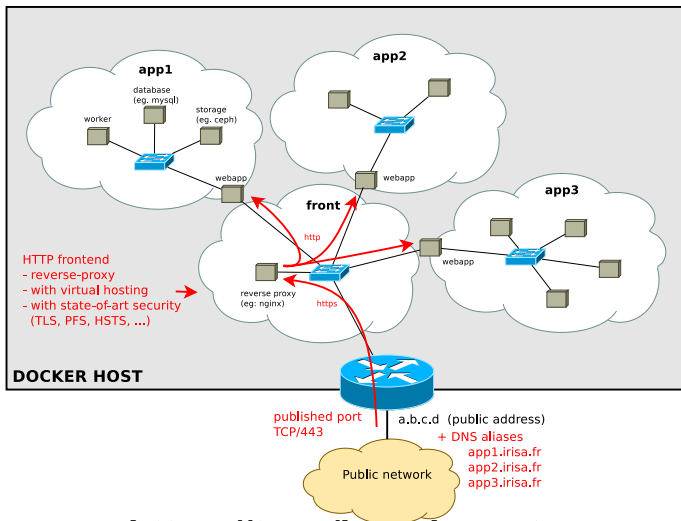 app1
database
(eg. mysql)
storage
(eg. ceph)
worker
webapp
app2
webapp
front
app3
http
webapp
HTTP frontend
- reverse-proxy
- with virtual hosting
- with state-of-art security
(TLS, PFS, HSTS, ...)
reverse proxy
(eg: nginx)
https
DOCKER HOST
published port
TCP/443
a.b.c.d (public address)
+ DNS aliases
app1.irisa.fr
app2.irisa.fr
app3.irisa.fr
Public network